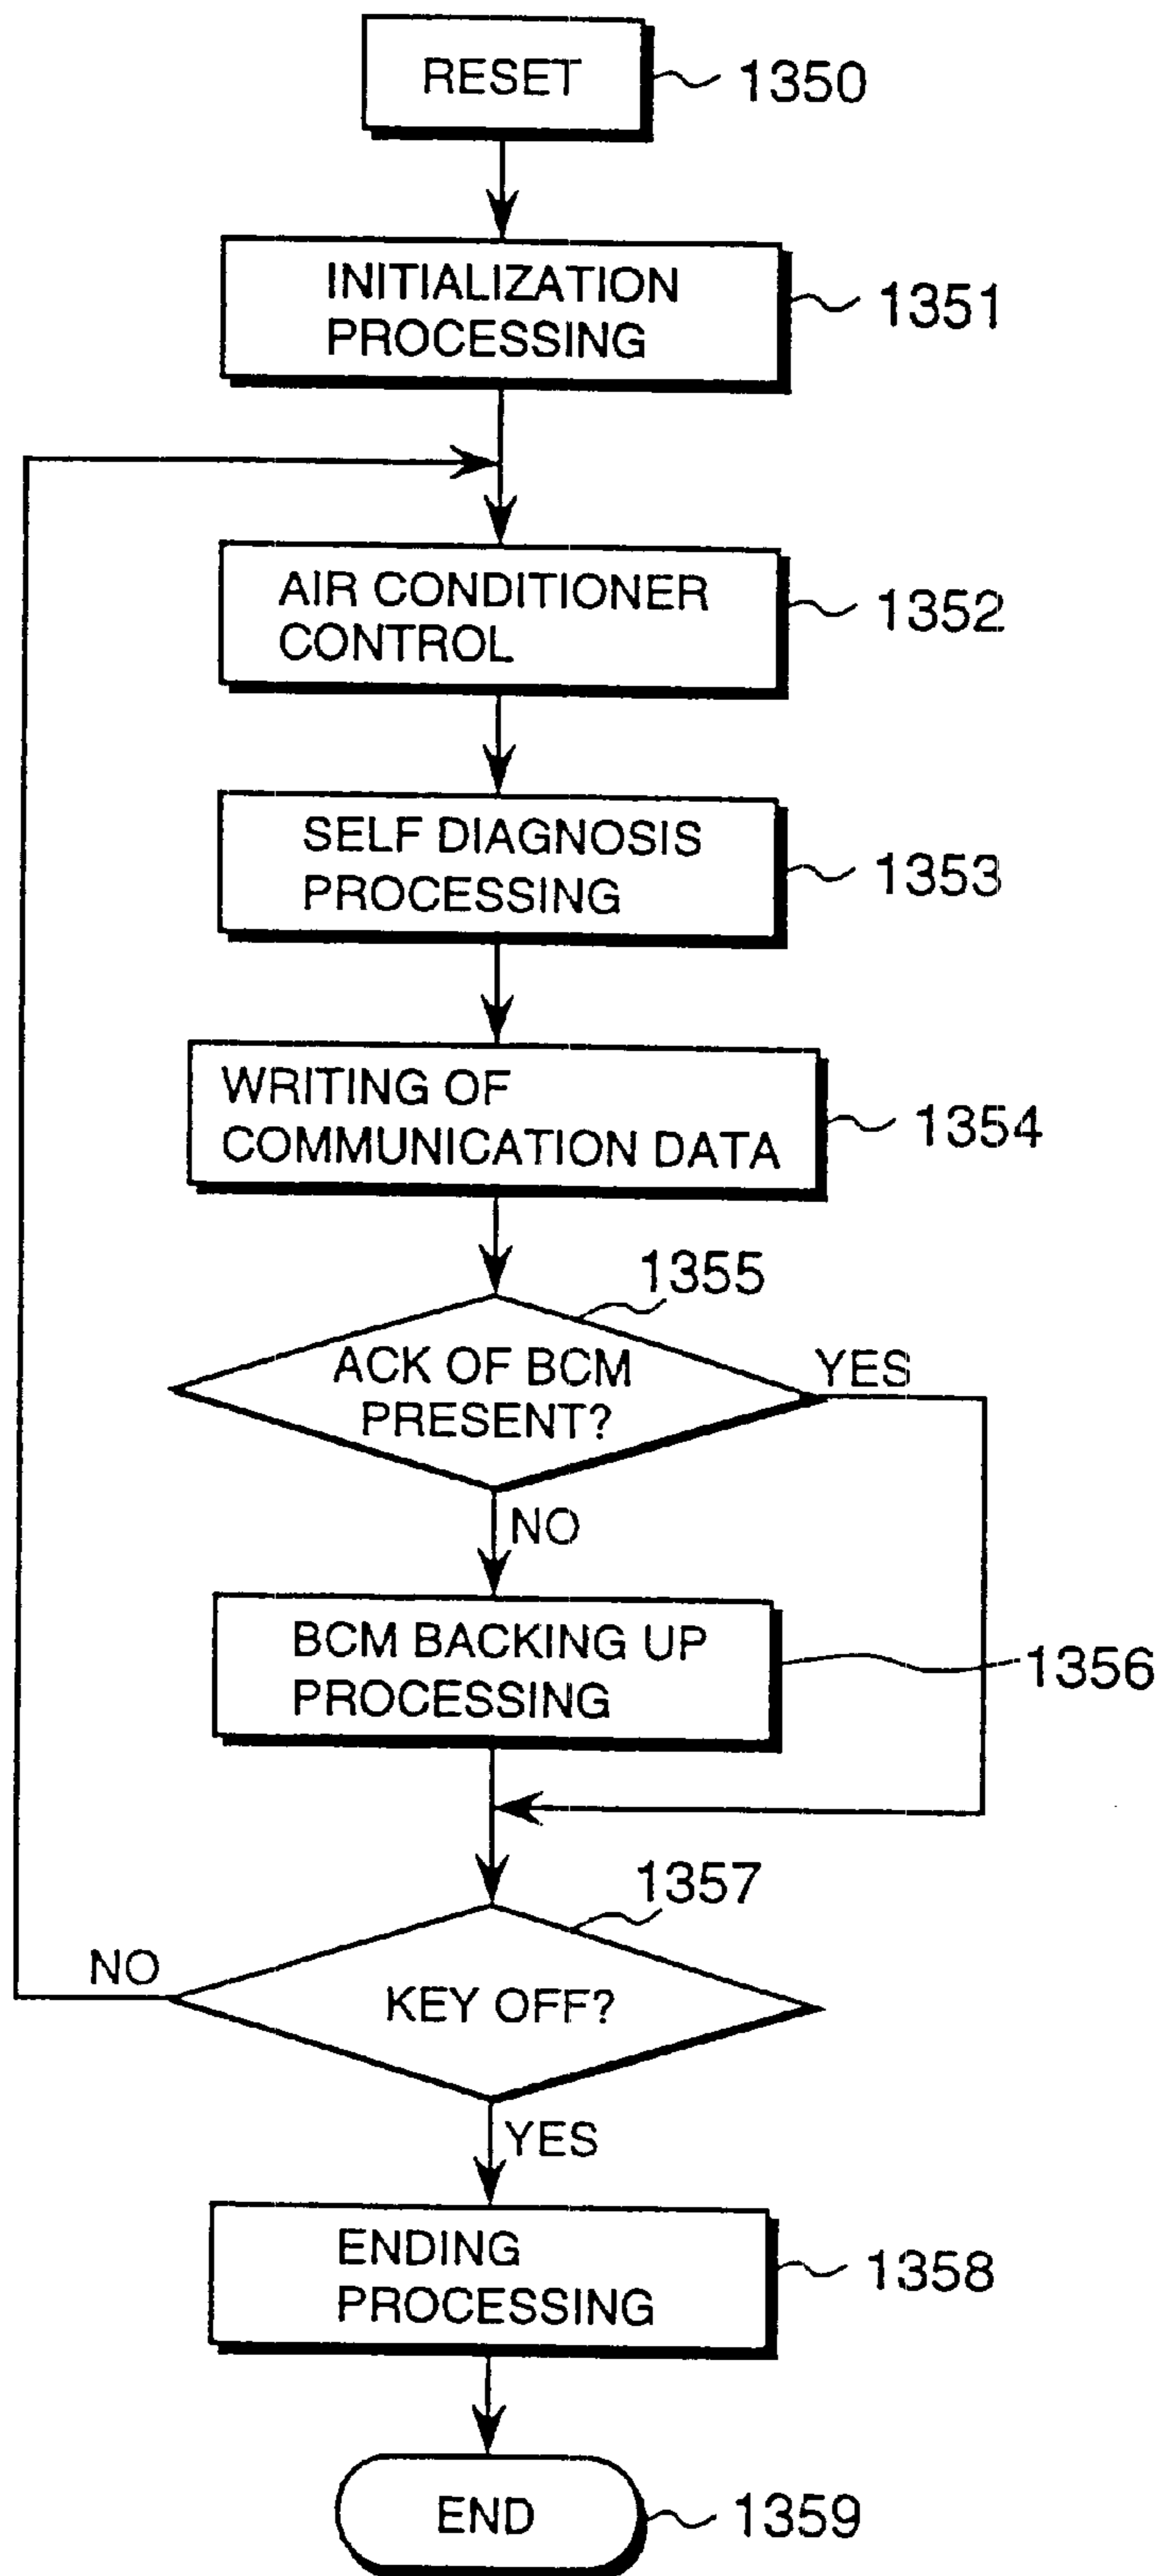 RESET
1350
INITIALIZATION
PROCESSING
1351
AIR CONDITIONER
CONTROL
1352
SELF DIAGNOSIS
PROCESSING
1353
WRITING OF
COMMUNICATION DATA
1354
1355
ACK OF BCM
PRESENT?
YES
NO
BCM BACKING UP
PROCESSING
1356
1357
NO
KEY OFF?
YES
ENDING
PROCESSING
1358
END
1359